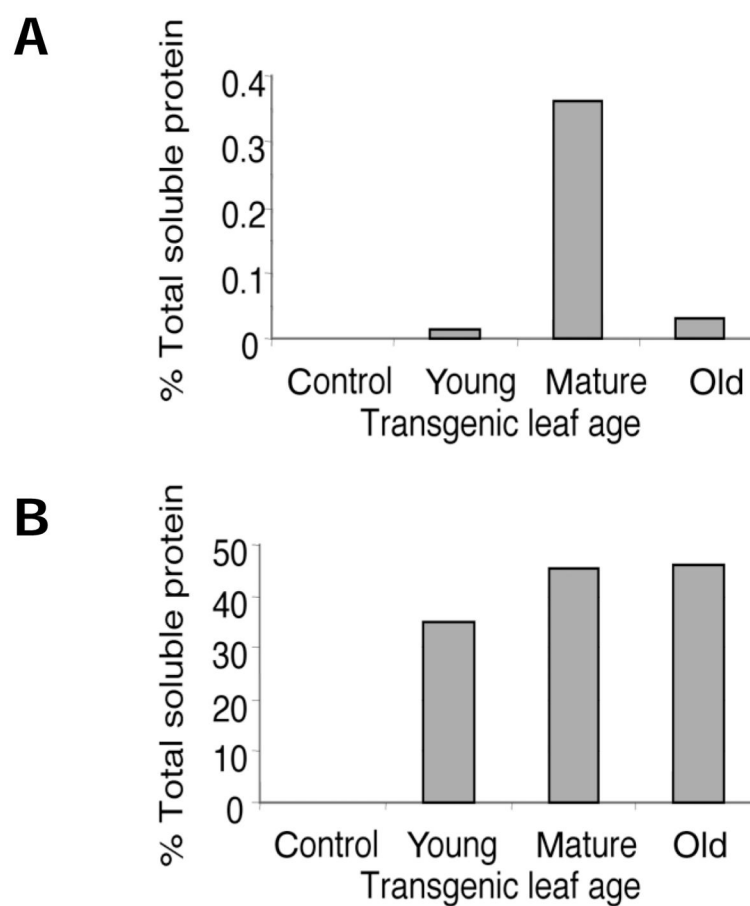 A
% Total soluble protein
0.4
0.3
0.2
0.1
0
Control Young Mature Old
Transgenic leaf age
B
% Total soluble protein
50
40
30
20
10
0
Control Young Mature Old
Transgenic leaf age